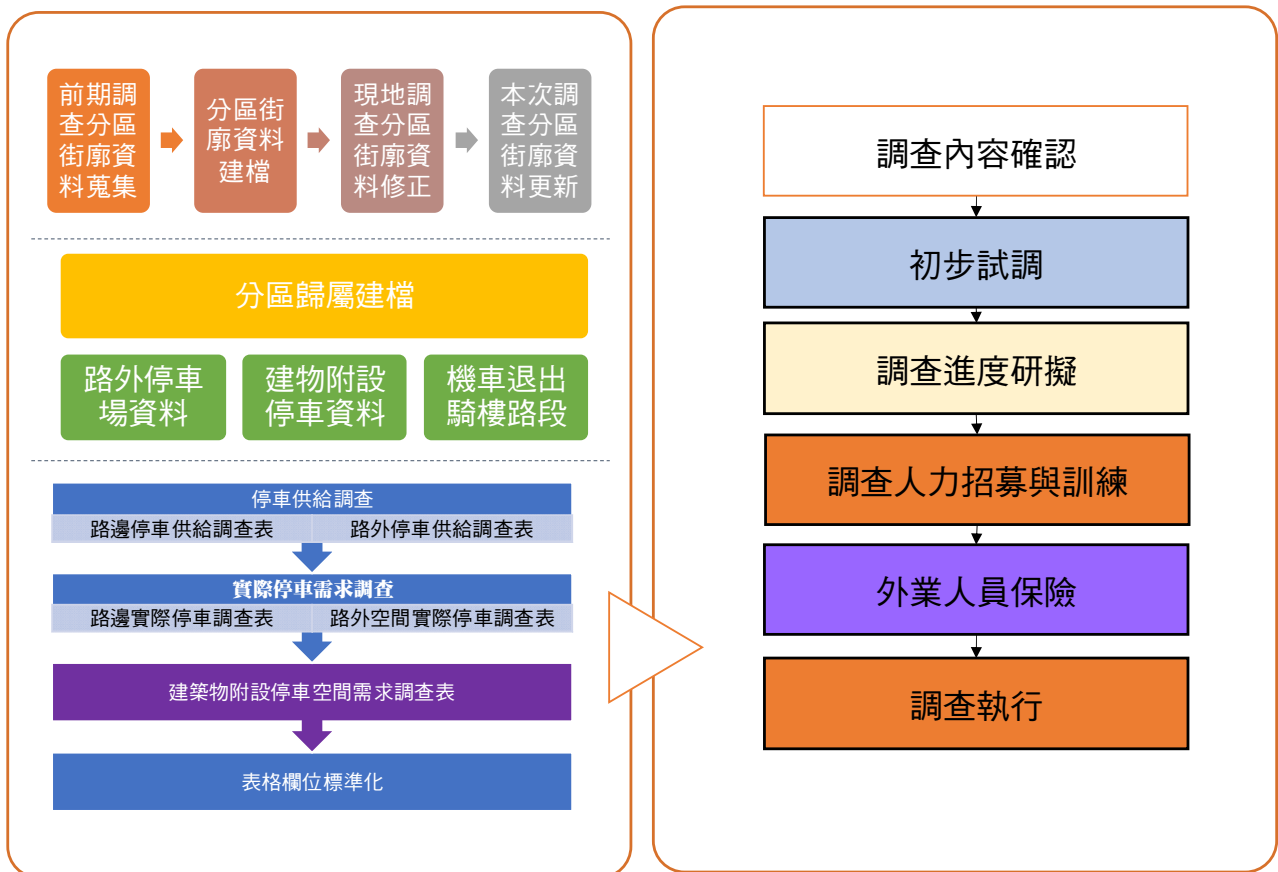 前期調
查分區
街廓資
料蒐集
分區街
廓資料
建檔
現地調
查分區
街廓資
料修正
本次調
查分區
街廓資
料更新
分區歸屬建檔
路外停車
場資料
建物附設
停車資料
機車退出
騎樓路段
停車供給調查
路邊停車供給調查表
路外停車供給調查表
實際停車需求調查
路邊實際停車調查表
路外空間實際停車調查表
建築物附設停車空間需求調查表
表格欄位標準化
調查內容確認
初步試調
調查進度研擬
調查人力招募與訓練
外業人員保險
調查執行